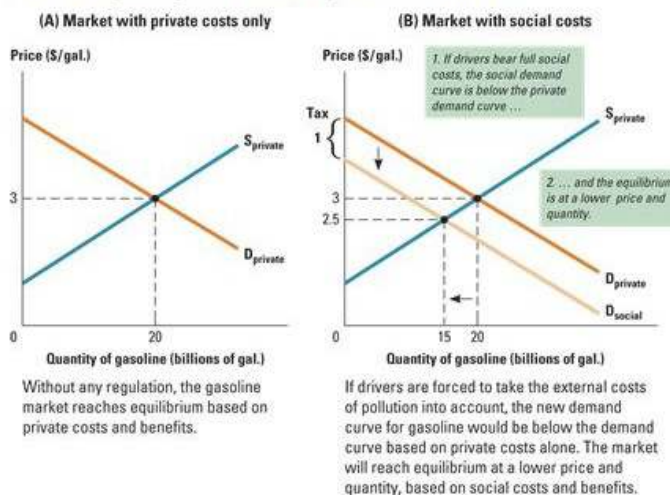 (A) Market with private costs only
Price ($/gal.)
3
S private
D private
0
20
Quantity of gasoline (billions of gal.)
Without any regulation, the gasoline
market reaches equilibrium based on
private costs and benefits.
(B) Market with social costs
Price ($/gal.)
1. If drivers bear full social
costs, the social demand
curve is below the private
demand curve …
Tax
1
S private
2. … and the equilibrium
is at a lower price and
quantity.
3
2.5
D private
D social
0
15 20
Quantity of gasoline (billions of gal.)
If drivers are forced to take the external costs
of pollution into account, the new demand
curve for gasoline would be below the demand
curve based on private costs alone. The market
will reach equilibrium at a lower price and
quantity, based on social costs and benefits.